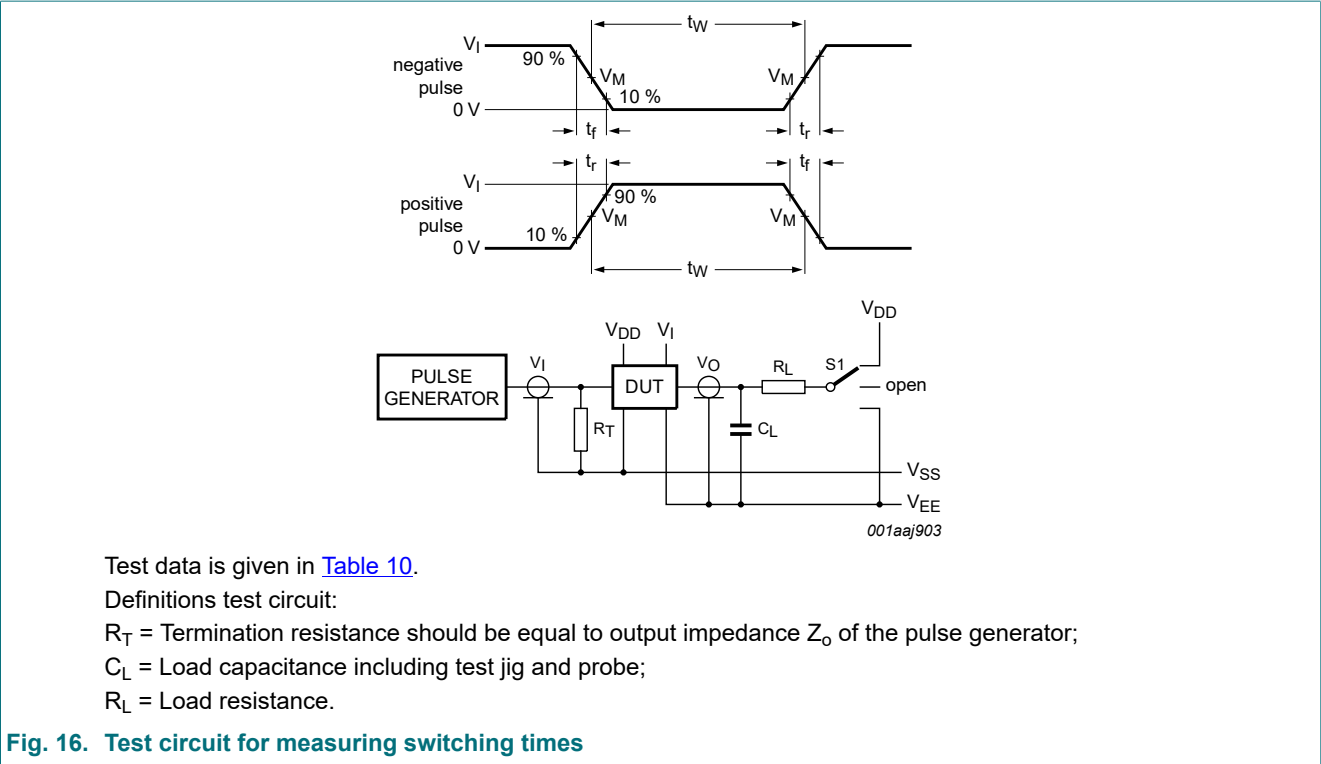 tW
VI
90 %
negative
pulse
VM
VM
10 %
0 V
tf
tr
tr
tf
VI
90 %
positive
pulse
VM
VM
10 %
0 V
tW
VDD
VDD
VI
PULSE
GENERATOR
VI
DUT
VO
RL
S1
open
RT
CL
VSS
VEE
001aaj903
Test data is given in Table 10.
Definitions test circuit:
RT = Termination resistance should be equal to output impedance Zo of the pulse generator;
CL = Load capacitance including test jig and probe;
RL = Load resistance.
Fig. 16. Test circuit for measuring switching times